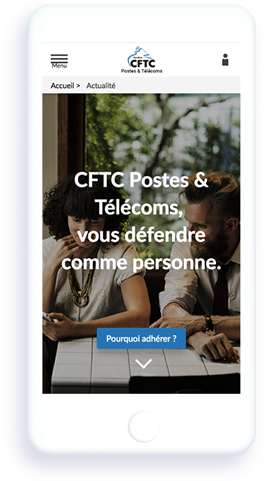 Menu
CFTC
Postes & Télécoms
Accueil > Actualité
CFTC Postes &
Télécoms,
vous défendre
comme personne.
Pourquoi adhérer ?